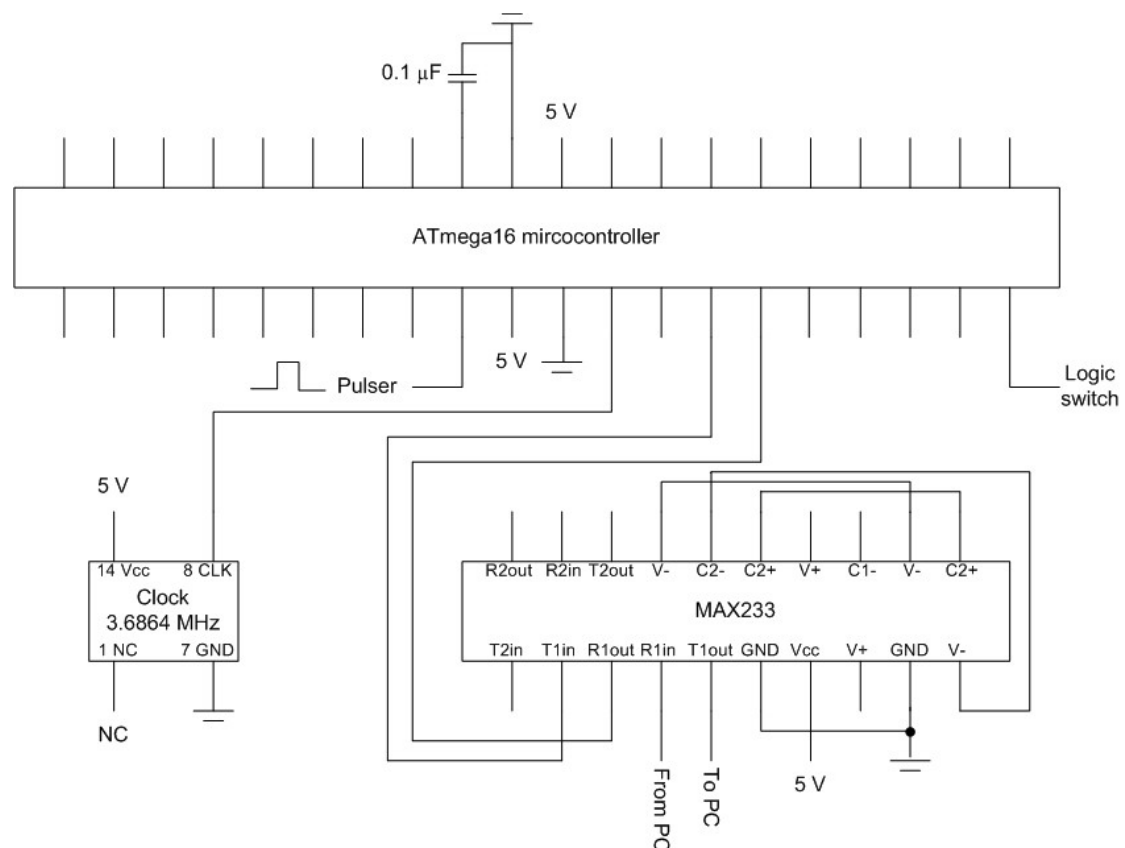 0.1 μF
5 V
ATmega16 mircocontroller
5 V
Pulser
Logic
switch
5 V
14 Vcc 8 CLK
Clock
3.6864 MHz
1 NC 7 GND
NC
R2out R2in T2out V- C2- C2+ V+ C1- V- C2+
MAX233
T2in T1in R1out R1in T1out GND Vcc V+ GND V-
From PC
To PC
5 V